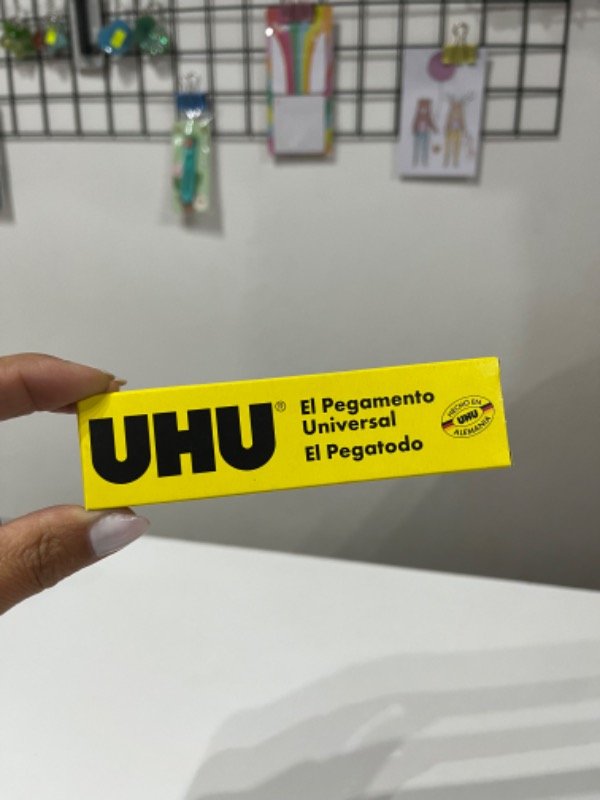 UHU®
El Pegamento
Universal
El Pegatodo
HECHO EN
UHU
ALEMANIA